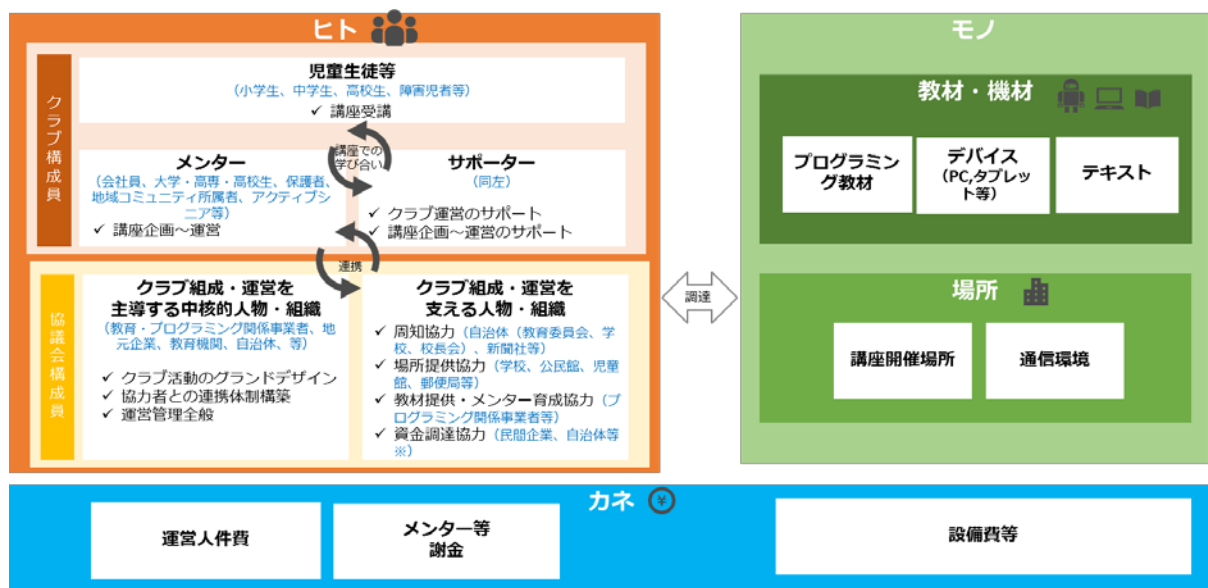 ヒト
クラブ構成員
児童生徒等
(小学生、中学生、高校生、障害児者等)
✓ 講座受講
講座での
学び合い
メンター
(会社員、大学・高専・高校生、保護者、
地域コミュニティ所属者、アクティブシ
ニア等)
✓ 講座企画～運営
サポーター
(同左)
✓ クラブ運営のサポート
✓ 講座企画～運営のサポート
連携
協議会構成員
クラブ組成・運営を
主導する中核的人物・組織
(教育・プログラミング関係事業者、地
元企業、教育機関、自治体、等)
✓ クラブ活動のグランドデザイン
✓ 協力者との連携体制構築
✓ 運営管理全般
クラブ組成・運営を
支える人物・組織
✓ 周知協力(自治体(教育委員会、学
校、校長会)、新聞社等)
✓ 場所提供協力(学校、公民館、児童
館、郵便局等)
✓ 教材提供・メンター育成協力(プ
ログラミング関係事業者等)
✓ 資金調達協力(民間企業、自治体等
※)
調達
モノ
教材・機材
プログラミン
グ教材
デバイス
(PC,タブレッ
ト等)
テキスト
場所
講座開催場所
通信環境
カネ ¥
運営人件費
メンター等
謝金
設備費等